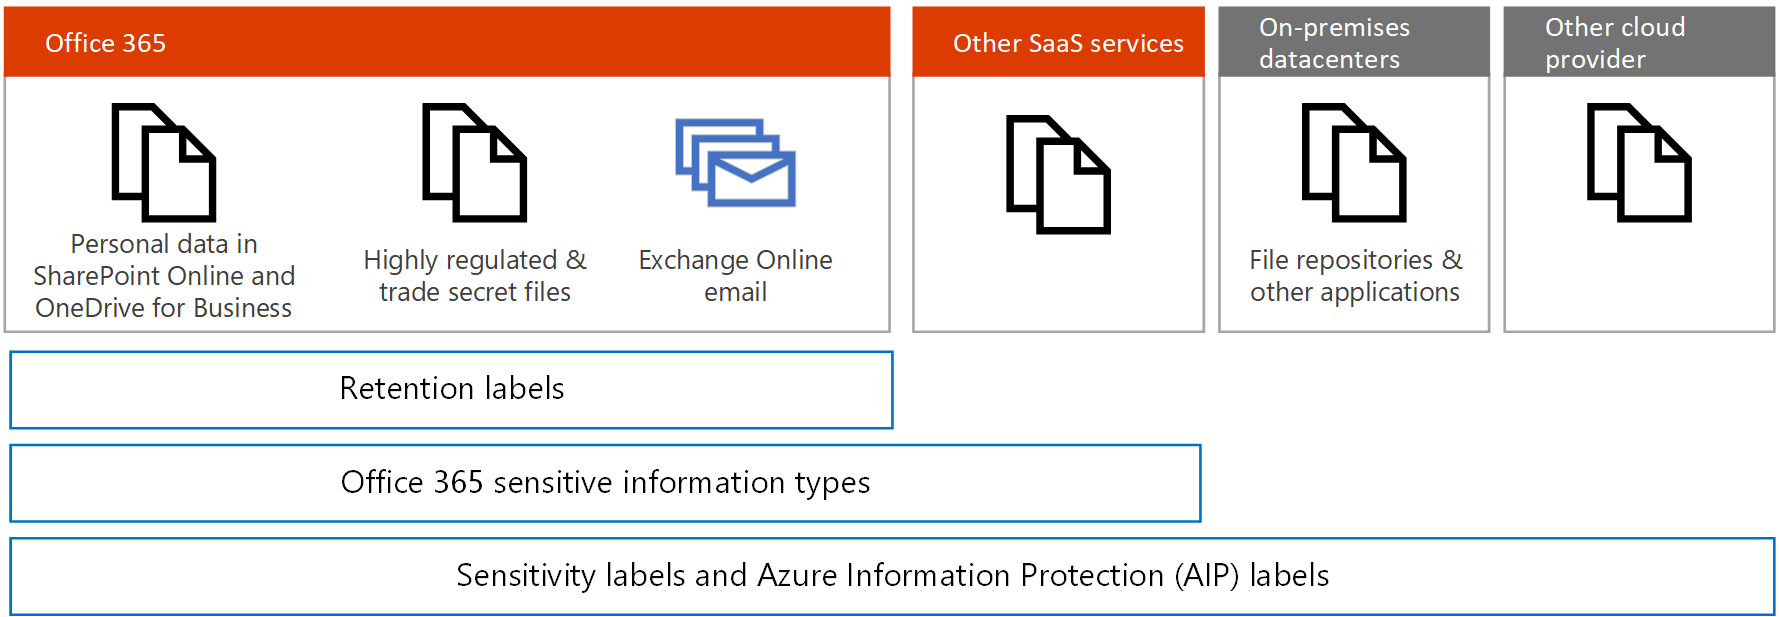 Office 365
Other SaaS services
On-premises
datacenters
Other cloud
provider
Personal data in
SharePoint Online and
OneDrive for Business
Highly regulated &
trade secret files
Exchange Online
email
File repositories &
other applications
Retention labels
Office 365 sensitive information types
Sensitivity labels and Azure Information Protection (AIP) labels